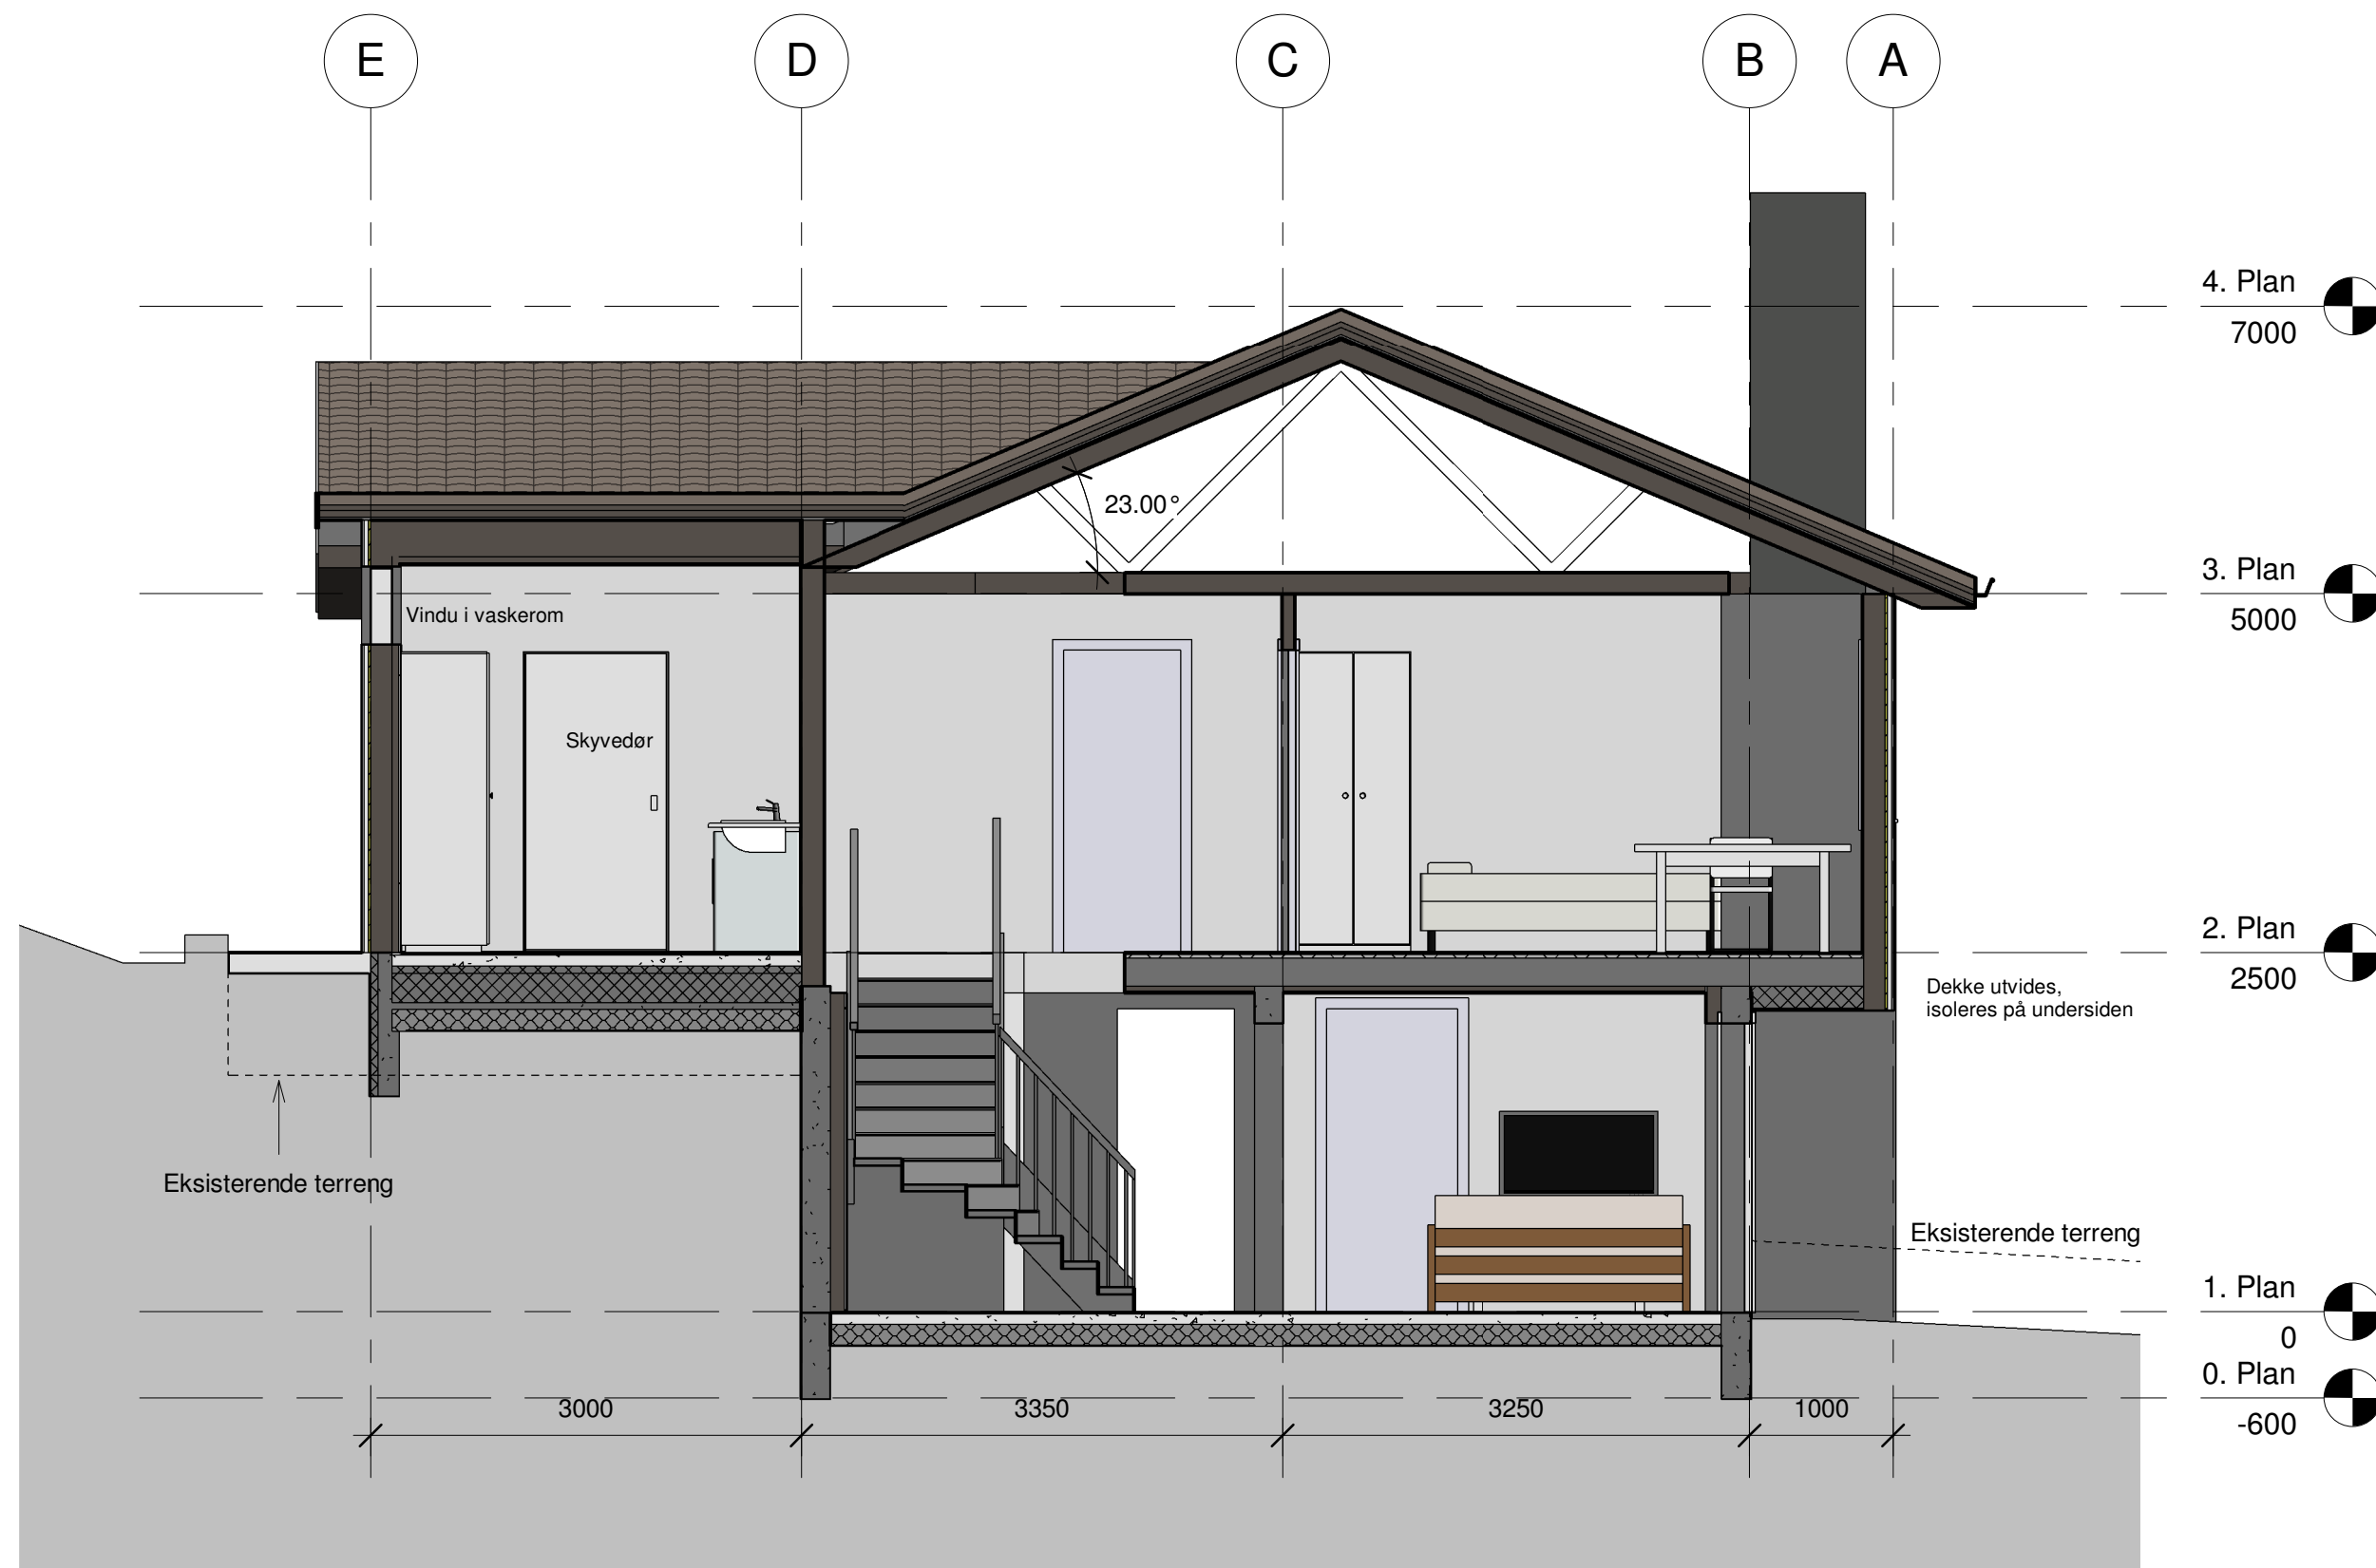 E
D
C
B
A
4. Plan
7000
23.00°
3. Plan
5000
Vindu i vaskerom
Skyvedør
2. Plan
2500
Dekke utvides,
isoleres på undersiden
Eksisterende terreng
Eksisterende terreng
1. Plan
0
0. Plan
-600
3000
3350
3250
1000